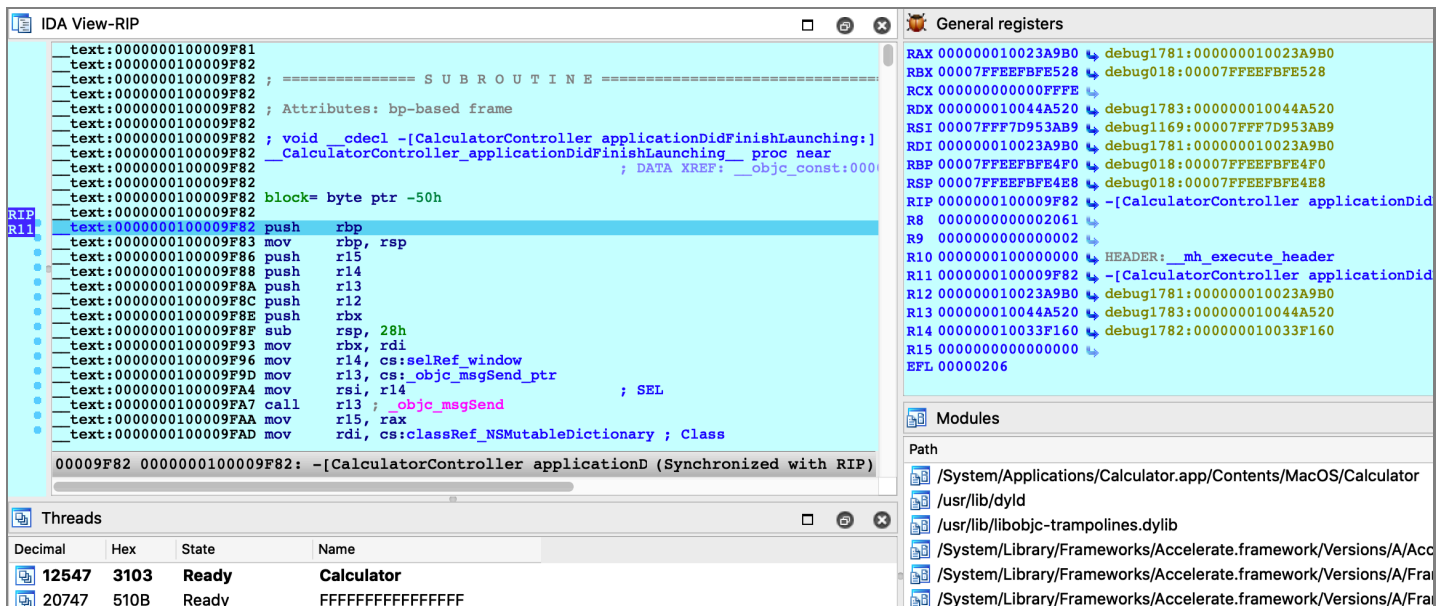 IDA View-RIP
__text:0000000100009F81
__text:0000000100009F82
__text:0000000100009F82 ; =============== S U B R O U T I N E ================================
__text:0000000100009F82
__text:0000000100009F82 ; Attributes: bp-based frame
__text:0000000100009F82
__text:0000000100009F82 ; void __cdecl -[CalculatorController applicationDidFinishLaunching:]
__text:0000000100009F82 __CalculatorController_applicationDidFinishLaunching__ proc near
__text:0000000100009F82 ; DATA XREF: __objc_const:000
__text:0000000100009F82
__text:0000000100009F82 block= byte ptr -50h
__text:0000000100009F82
RIP
R11
__text:0000000100009F82 push rbp
__text:0000000100009F83 mov rbp, rsp
__text:0000000100009F86 push r15
__text:0000000100009F88 push r14
__text:0000000100009F8A push r13
__text:0000000100009F8C push r12
__text:0000000100009F8E push rbx
__text:0000000100009F8F sub rsp, 28h
__text:0000000100009F93 mov rbx, rdi
__text:0000000100009F96 mov r14, cs:selRef_window
__text:0000000100009F9D mov r13, cs:_objc_msgSend_ptr
__text:0000000100009FA4 mov rsi, r14 ; SEL
__text:0000000100009FA7 call r13 ; _objc_msgSend
__text:0000000100009FAA mov r15, rax
__text:0000000100009FAD mov rdi, cs:classRef_NSMutableDictionary ; Class
00009F82 0000000100009F82: -[CalculatorController applicationD (Synchronized with RIP)
Threads
Decimal Hex State Name
12547 3103 Ready Calculator
20747 510B Ready FFFFFFFFFFFFFFFF
General registers
RAX 000000010023A9B0 debug1781:000000010023A9B0
RBX 00007FFEEFBFE528 debug018:00007FFEEFBFE528
RCX 000000000000FFFE
RDX 000000010044A520 debug1783:000000010044A520
RSI 00007FFF7D953AB9 debug1169:00007FFF7D953AB9
RDI 000000010023A9B0 debug1781:000000010023A9B0
RBP 00007FFEEFBFE4F0 debug018:00007FFEEFBFE4F0
RSP 00007FFEEFBFE4E8 debug018:00007FFEEFBFE4E8
RIP 0000000100009F82 -[CalculatorController applicationDid
R8 0000000000002061
R9 0000000000000002
R10 0000000100000000 HEADER:__mh_execute_header
R11 0000000100009F82 -[CalculatorController applicationDid
R12 000000010023A9B0 debug1781:000000010023A9B0
R13 000000010044A520 debug1783:000000010044A520
R14 000000010033F160 debug1782:000000010033F160
R15 0000000000000000
EFL 00000206
Modules
Path
/System/Applications/Calculator.app/Contents/MacOS/Calculator
/usr/lib/dyld
/usr/lib/libobjc-trampolines.dylib
/System/Library/Frameworks/Accelerate.framework/Versions/A/Acc
/System/Library/Frameworks/Accelerate.framework/Versions/A/Fra
/System/Library/Frameworks/Accelerate.framework/Versions/A/Fra